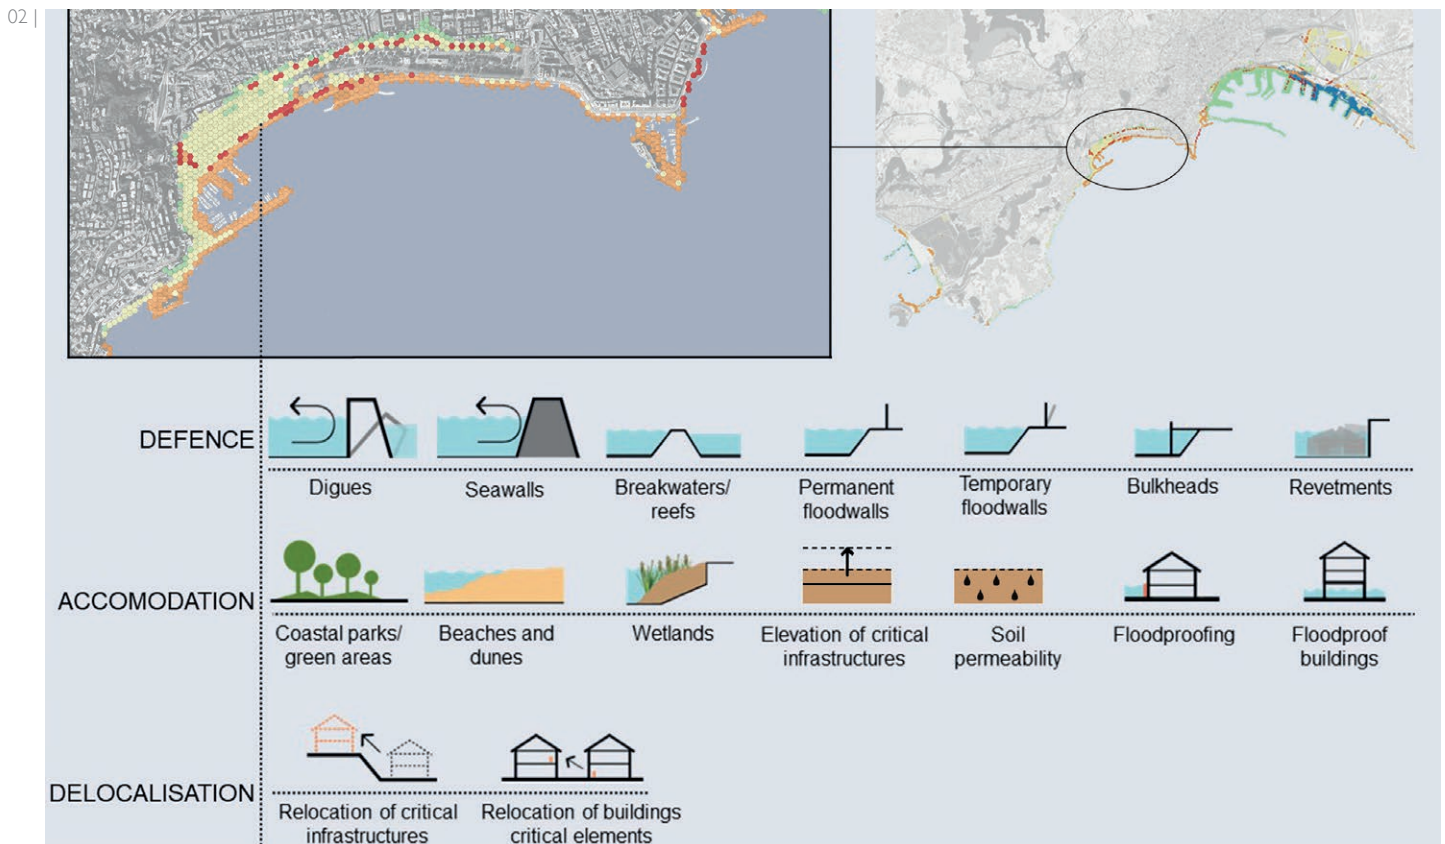 02 |
DEFENCE
Digues
Seawalls
Breakwaters/
reefs
Permanent
floodwalls
Temporary
floodwalls
Bulkheads
Revetments
ACCOMODATION
Coastal parks/
green areas
Beaches and
dunes
Wetlands
Elevation of critical
infrastructures
Soil
permeability
Floodproofing
Floodproof
buildings
DELOCALISATION
Relocation of critical
infrastructures
Relocation of buildings
critical elements